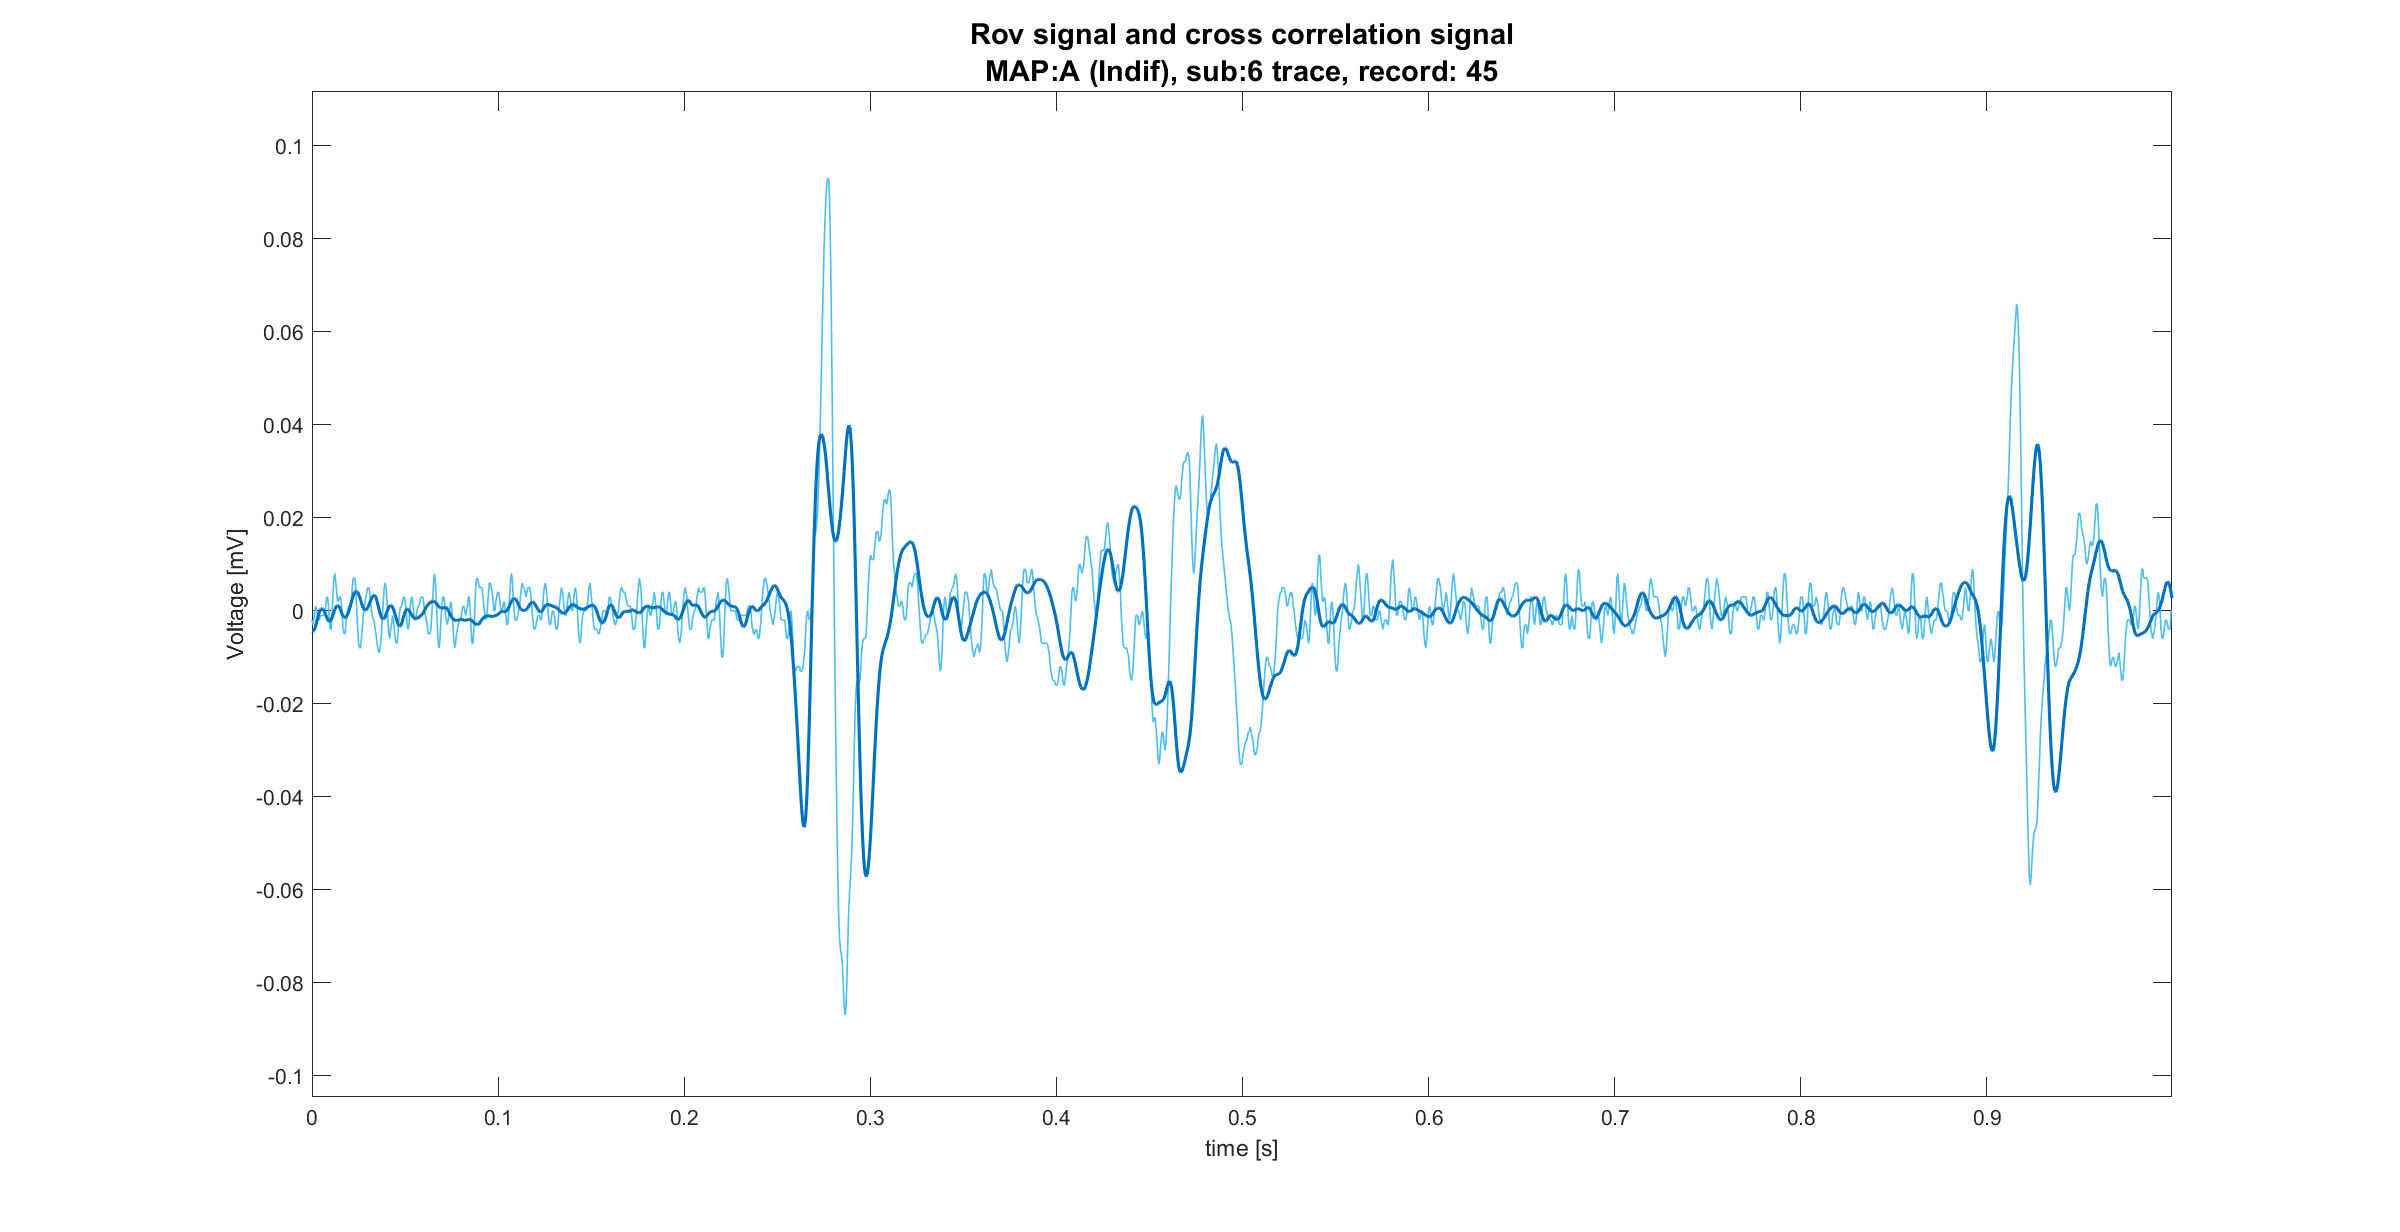 Rov signal and cross correlation signal
MAP:A (Indif), sub:6 trace, record: 45
0.1
0.08
0.06
0.04
0.02
0
-0.02
-0.04
-0.06
-0.08
-0.1
Voltage [mV]
0 0.1 0.2 0.3 0.4 0.5 0.6 0.7 0.8 0.9
time [s]